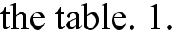 the table. 1.